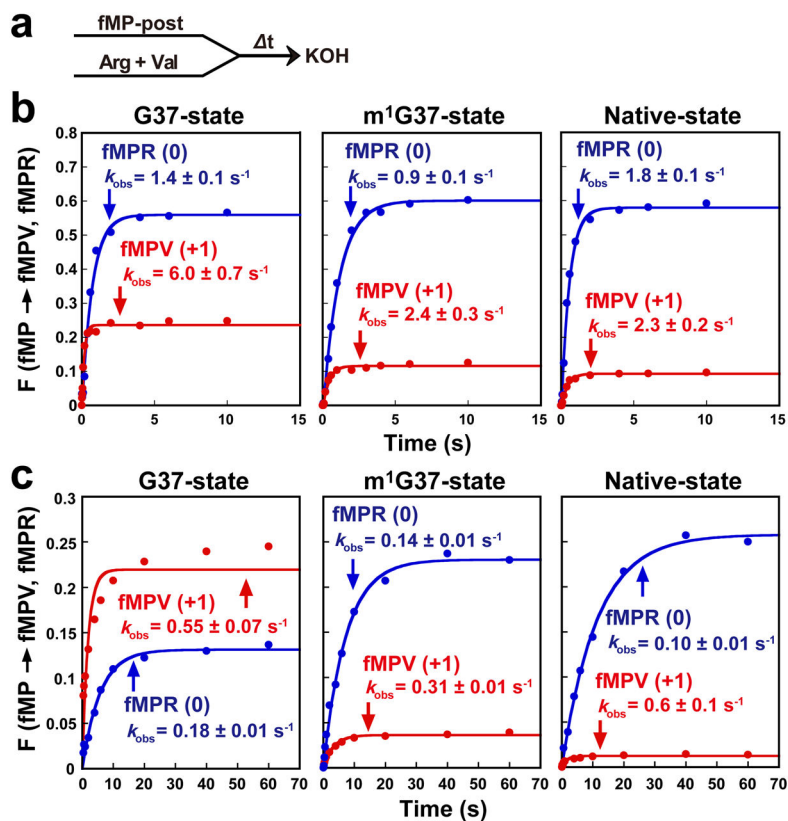 a
fMP-post
Arg + Val
Δt
KOH
b
G37-state
m¹G37-state
Native-state
F (fMP → fMPV, fMPR)
0.8
0.7
0.6
0.5
0.4
0.3
0.2
0.1
0
fMPR (0)
kobs = 1.4 ± 0.1 s⁻¹
fMPV (+1)
kobs = 6.0 ± 0.7 s⁻¹
0 5 10 15
fMPR (0)
kobs = 0.9 ± 0.1 s⁻¹
fMPV (+1)
kobs = 2.4 ± 0.3 s⁻¹
0 5 10 15
fMPR (0)
kobs = 1.8 ± 0.1 s⁻¹
fMPV (+1)
kobs = 2.3 ± 0.2 s⁻¹
0 5 10 15
Time (s)
c
G37-state
m¹G37-state
Native-state
F (fMP → fMPV, fMPR)
0.3
0.25
0.2
0.15
0.1
0.05
0
fMPV (+1)
kobs = 0.55 ± 0.07 s⁻¹
fMPR (0)
kobs = 0.18 ± 0.01 s⁻¹
0 10 20 30 40 50 60 70
fMPR (0)
kobs = 0.14 ± 0.01 s⁻¹
fMPV (+1)
kobs = 0.31 ± 0.01 s⁻¹
0 10 20 30 40 50 60 70
fMPR (0)
kobs = 0.10 ± 0.01 s⁻¹
fMPV (+1)
kobs = 0.6 ± 0.1 s⁻¹
0 10 20 30 40 50 60 70
Time (s)